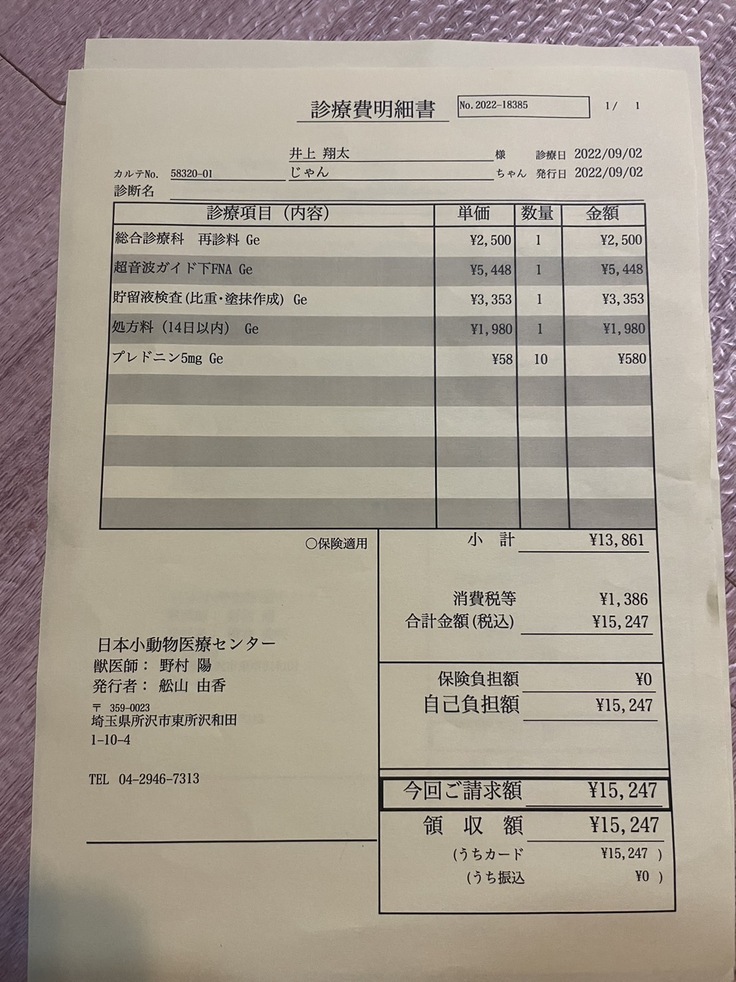 診療費明細書 No.2022-18385 1/ 1
井上 翔太 様 診療日 2022/09/02
カルテNo. 58320-01 じゃん ちゃん 発行日 2022/09/02
診断名
診療項目（内容） 単価 数量 金額
総合診療科 再診料 Ge ¥2,500 1 ¥2,500
超音波ガイド下FNA Ge ¥5,448 1 ¥5,448
貯留液検査(比重・塗抹作成) Ge ¥3,353 1 ¥3,353
処方料（14日以内） Ge ¥1,980 1 ¥1,980
プレドニン5mg Ge ¥58 10 ¥580
○保険適用
小 計 ¥13,861
消費税等 ¥1,386
合計金額(税込) ¥15,247
保険負担額 ¥0
自己負担額 ¥15,247
今回ご請求額 ¥15,247
領 収 額 ¥15,247
(うちカード ¥15,247 )
(うち振込 ¥0 )
日本小動物医療センター
獣医師： 野村 陽
発行者： 舩山 由香
〒 359-0023
埼玉県所沢市東所沢和田
1-10-4
TEL 04-2946-7313